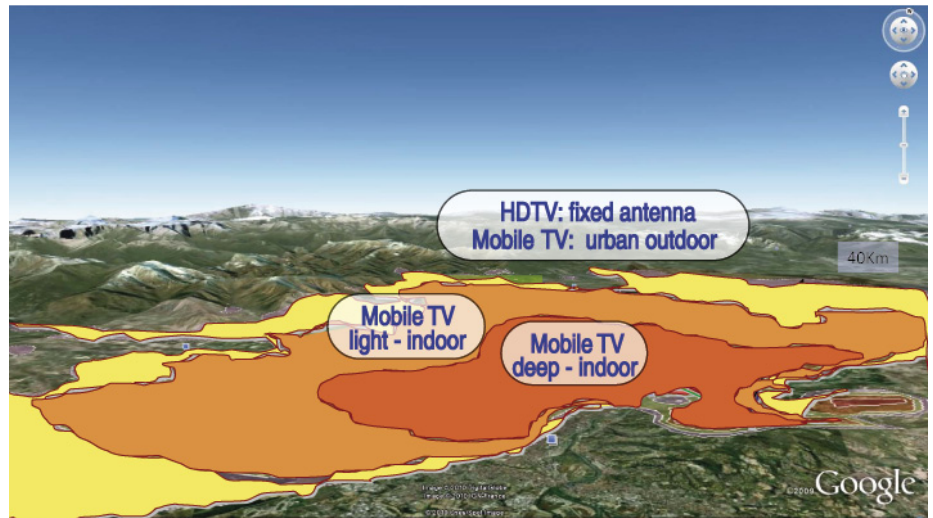 HDTV: fixed antenna
Mobile TV: urban outdoor
40Km
Mobile TV
light - indoor
Mobile TV
deep - indoor
©2009 Google